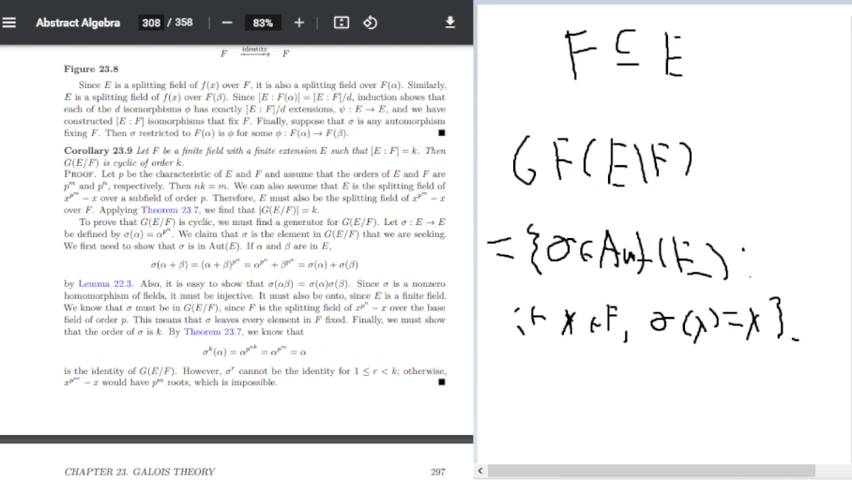 Abstract Algebra
308 / 358
83%
F identity F
Figure 23.8
Since E is a splitting field of f(x) over F, it is also a splitting field over F(α). Similarly,
E is a splitting field of f(x) over F(β). Since [E : F(α)] = [E : F]/d, induction shows that
each of the d isomorphisms ϕ has exactly [E : F]/d extensions, ψ : E → E, and we have
constructed [E : F] isomorphisms that fix F. Finally, suppose that σ is any automorphism
fixing F. Then σ restricted to F(α) is ϕ for some ϕ : F(α) → F(β). ■
Corollary 23.9 Let F be a finite field with a finite extension E such that [E : F] = k. Then
G(E/F) is cyclic of order k.
PROOF. Let p be the characteristic of E and F and assume that the orders of E and F are
p^m and p^n, respectively. Then nk = m. We can also assume that E is the splitting field of
x^{p^m} − x over a subfield of order p. Therefore, E must also be the splitting field of x^{p^m} − x
over F. Applying Theorem 23.7, we find that |G(E/F)| = k.
To prove that G(E/F) is cyclic, we must find a generator for G(E/F). Let σ : E → E
be defined by σ(α) = α^{p^n}. We claim that σ is the element in G(E/F) that we are seeking.
We first need to show that σ is in Aut(E). If α and β are in E,
σ(α + β) = (α + β)^{p^n} = α^{p^n} + β^{p^n} = σ(α) + σ(β)
by Lemma 22.3. Also, it is easy to show that σ(αβ) = σ(α)σ(β). Since σ is a nonzero
homomorphism of fields, it must be injective. It must also be onto, since E is a finite field.
We know that σ must be in G(E/F), since F is the splitting field of x^{p^n} − x over the base
field of order p. This means that σ leaves every element in F fixed. Finally, we must show
that the order of σ is k. By Theorem 23.7, we know that
σ^k(α) = α^{p^{nk}} = α^{p^m} = α
is the identity of G(E/F). However, σ^r cannot be the identity for 1 ≤ r < k; otherwise,
x^{p^{nr}} − x would have p^m roots, which is impossible. ■
CHAPTER 23. GALOIS THEORY 297
F ⊆ E
GF(E\F)
= {σ∈Aut(E) :
if x∈F, σ(x)=x}.